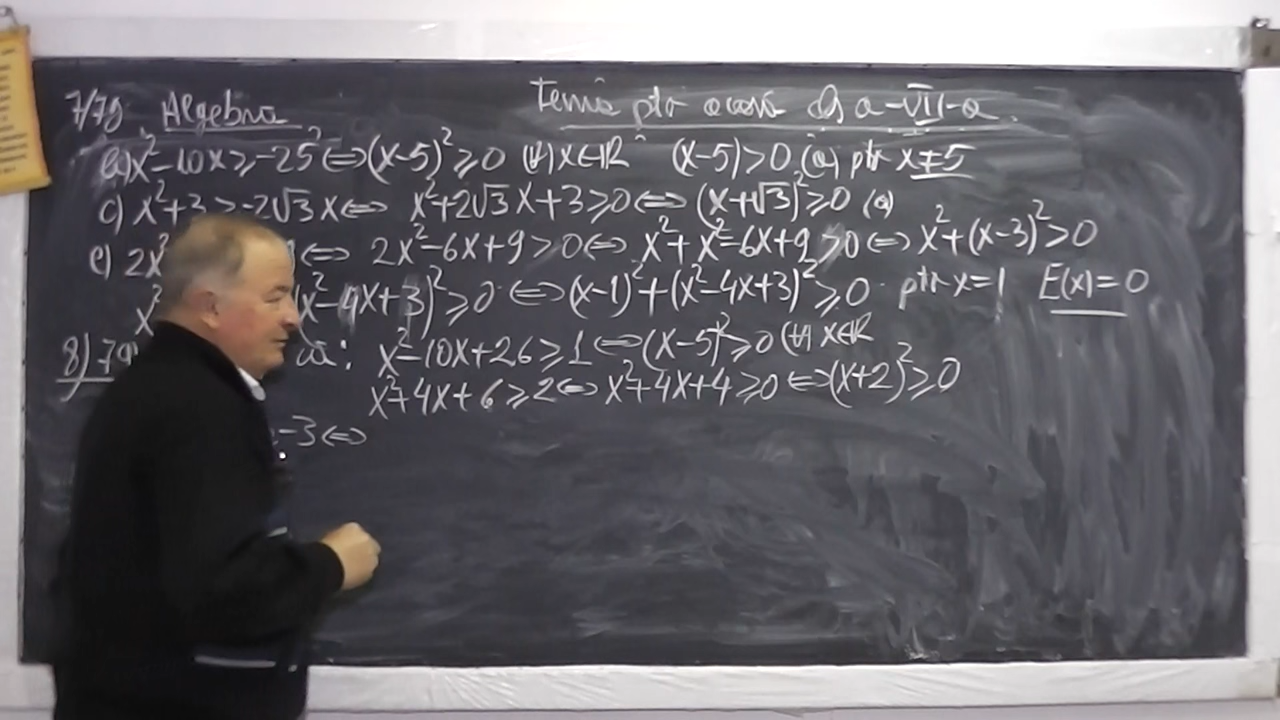 7/79 Algebra Temă ptr acasă cls a-VII-a.
a) x²-10x≥-25 ⇔ (x-5)²≥0 (∀) x∈ℝ (x-5)>0, (∀) ptr x≠5
c) x²+3≥-2√3x ⇔ x²+2√3x+3≥0 ⇔ (x+√3)²≥0 (∀)
e) 2x² ⇔ 2x²-6x+9>0 ⇔ x²+x²-6x+9>0 ⇔ x²+(x-3)²>0
x² (x²-4x+3)²≥0 ⇔ (x-1)²+(x²-4x+3)²≥0 ptr x=1 E(x)=0
8)/79 că: x²-10x+26≥1 ⇔ (x-5)²≥0 (∀) x∈ℝ
x²+4x+6≥2 ⇔ x²+4x+4≥0 ⇔ (x+2)²≥0
-3 ⇔